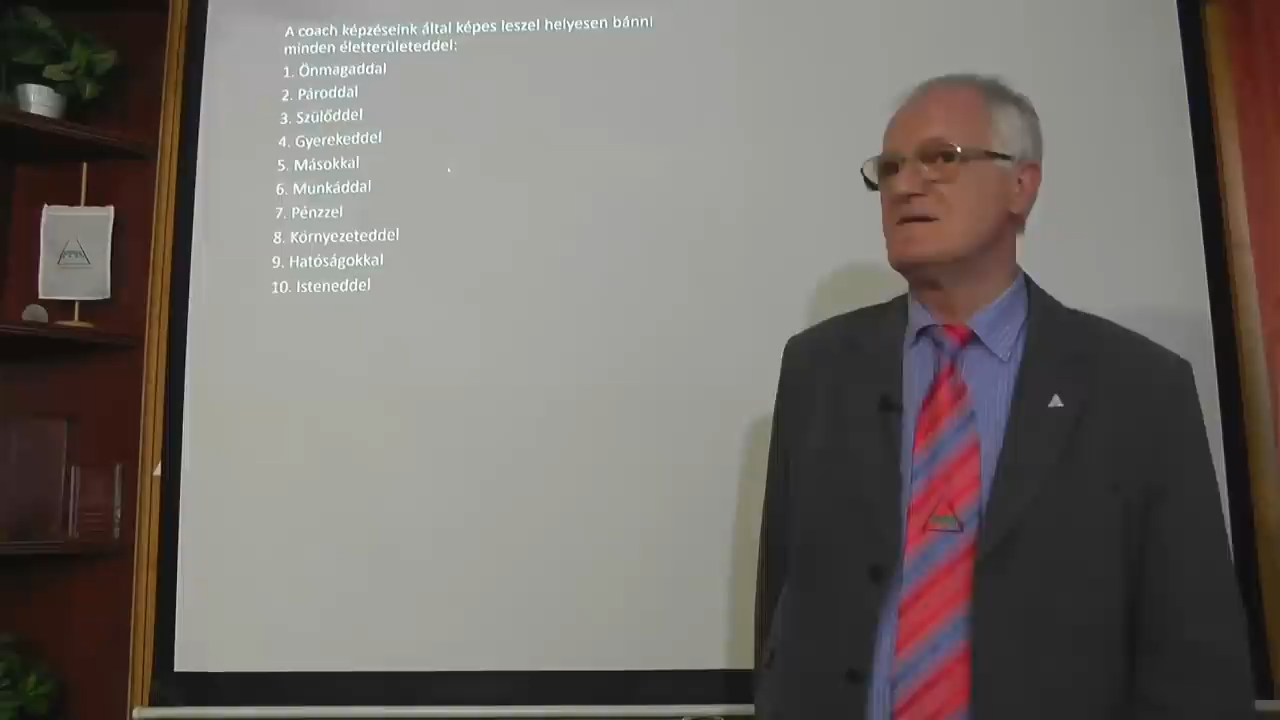 A coach képzéseink által képes leszel helyesen bánni
minden életterületeddel:
1. Önmagaddal
2. Pároddal
3. Szülőddel
4. Gyerekeddel
5. Másokkal
6. Munkáddal
7. Pénzzel
8. Környezeteddel
9. Hatóságokkal
10. Isteneddel